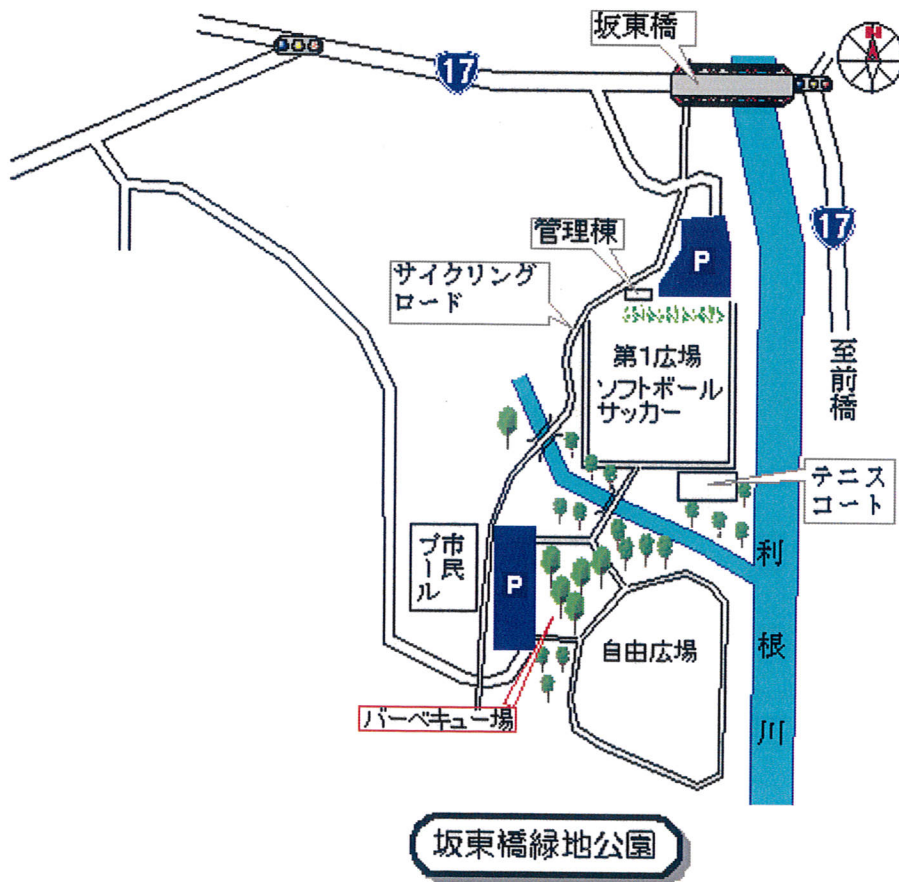 坂東橋
17
17
管理棟
P
サイクリング
ロード
第1広場
ソフトボール
サッカー
至前橋
テニス
コート
市民
プール
P
利根川
自由広場
バーベキュー場
坂東橋緑地公園